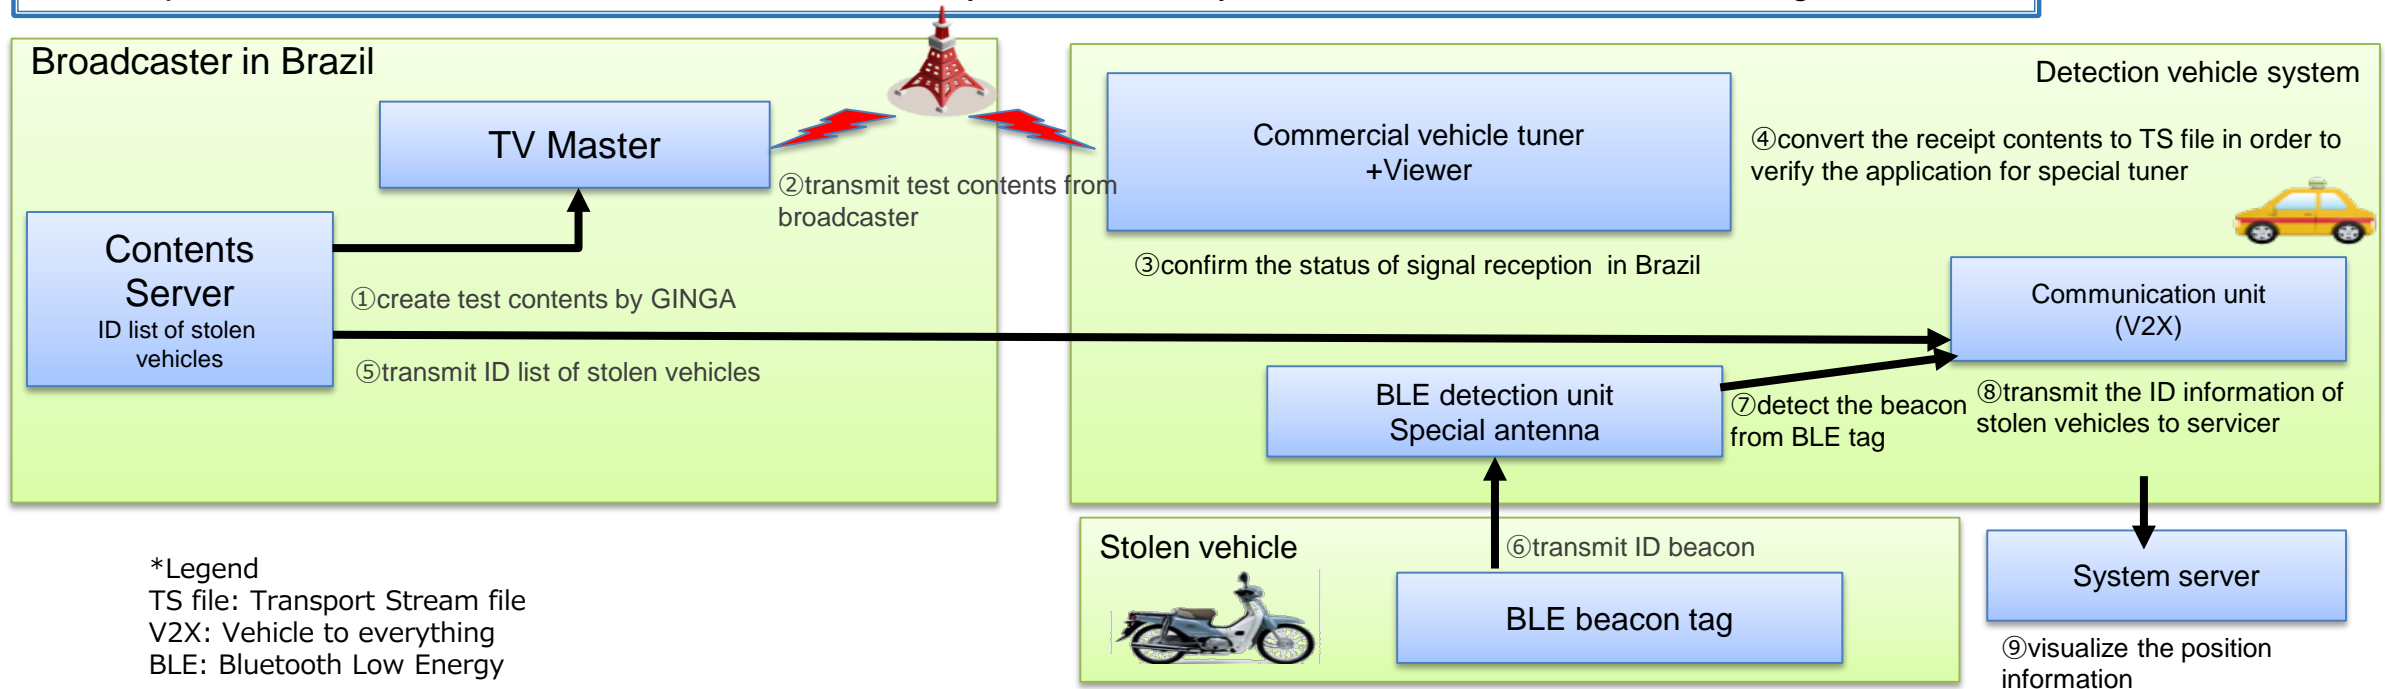 Broadcaster in Brazil
TV Master
Contents
Server
ID list of stolen
vehicles
①create test contents by GINGA
②transmit test contents from
broadcaster
⑤transmit ID list of stolen vehicles
Detection vehicle system
Commercial vehicle tuner
+Viewer
③confirm the status of signal reception in Brazil
④convert the receipt contents to TS file in order to
verify the application for special tuner
Communication unit
(V2X)
BLE detection unit
Special antenna
⑦detect the beacon
from BLE tag
⑧transmit the ID information of
stolen vehicles to servicer
Stolen vehicle
⑥transmit ID beacon
BLE beacon tag
System server
⑨visualize the position
information
*Legend
TS file: Transport Stream file
V2X: Vehicle to everything
BLE: Bluetooth Low Energy